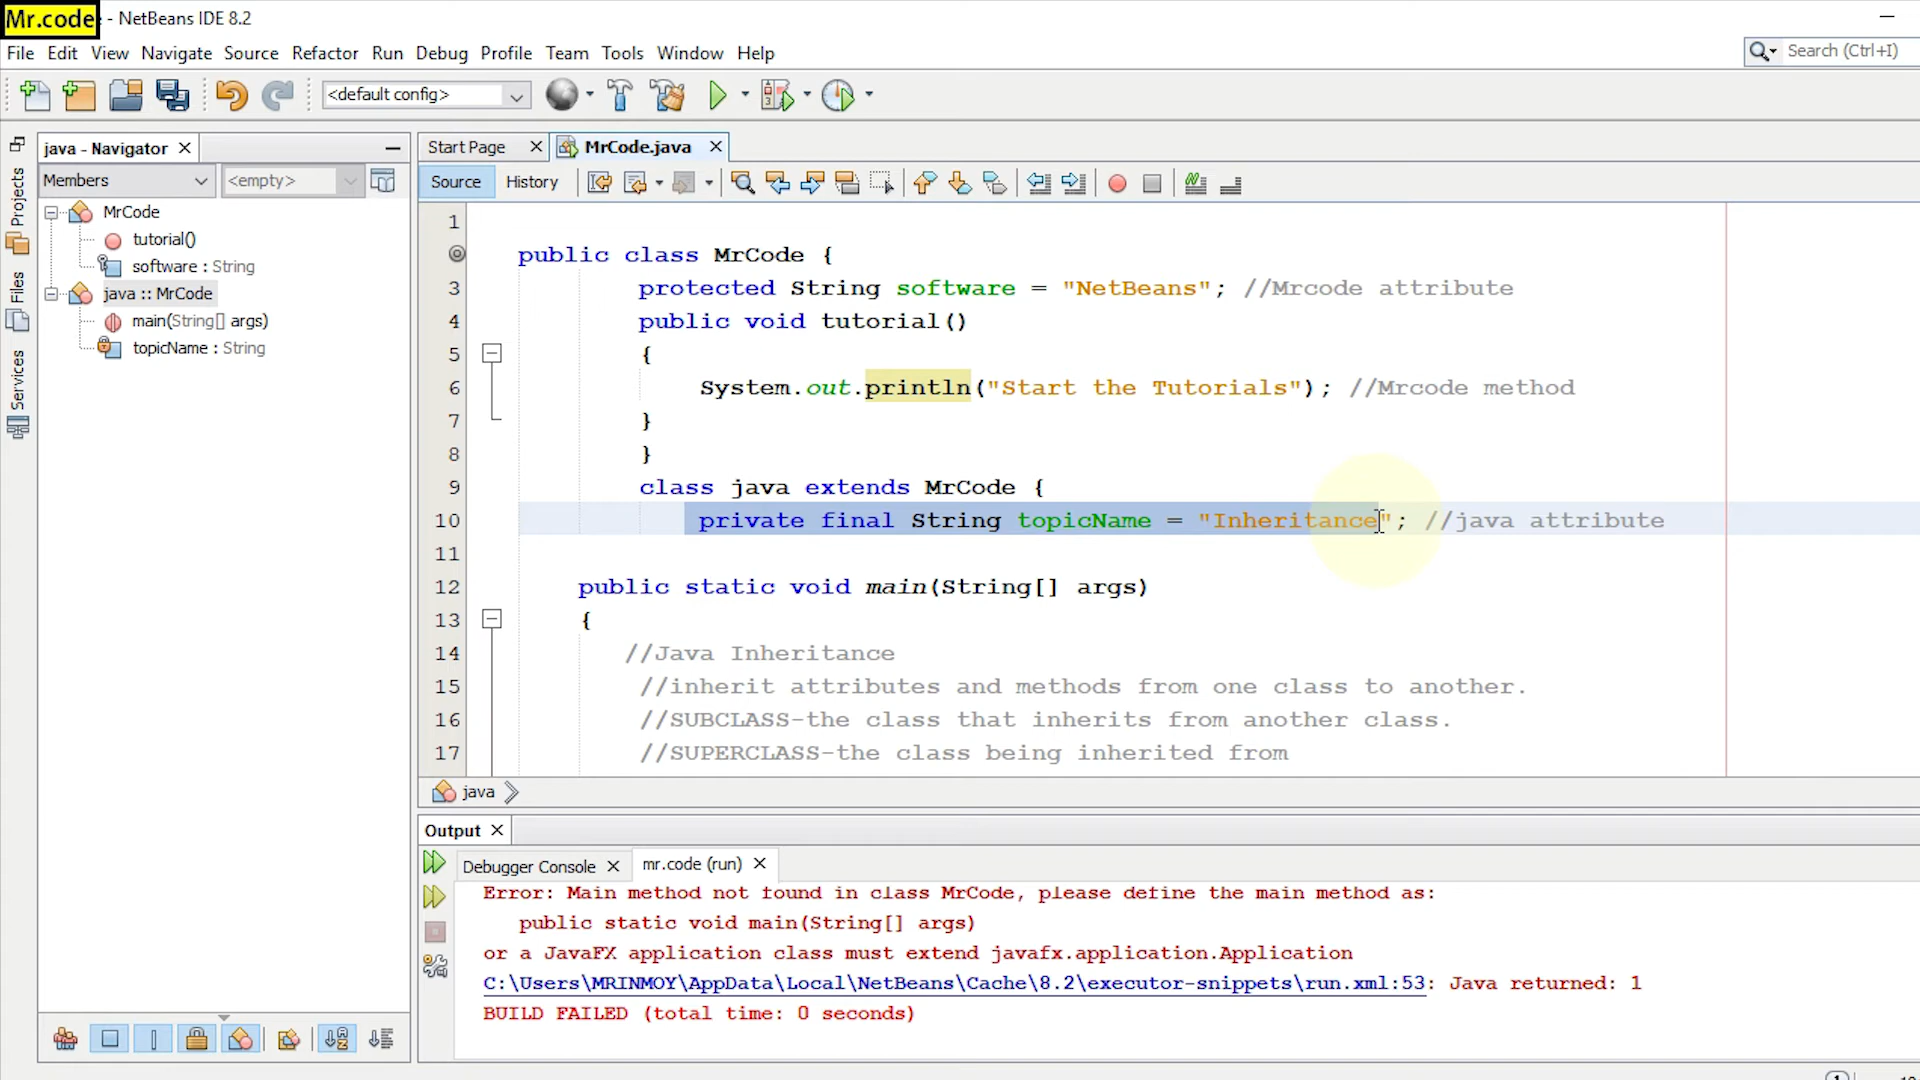 Mr.code - NetBeans IDE 8.2
File Edit View Navigate Source Refactor Run Debug Profile Team Tools Window Help
Search (Ctrl+I)
<default config>
java - Navigator
Start Page
MrCode.java
Members
<empty>
Source
History
Projects
Files
Services
MrCode
tutorial()
software : String
java :: MrCode
main(String[] args)
topicName : String
1
public class MrCode {
3 protected String software = "NetBeans"; //Mrcode attribute
4 public void tutorial()
5 {
6 System.out.println("Start the Tutorials"); //Mrcode method
7 }
8 }
9 class java extends MrCode {
10 private final String topicName = "Inheritance"; //java attribute
11
12 public static void main(String[] args)
13 {
14 //Java Inheritance
15 //inherit attributes and methods from one class to another.
16 //SUBCLASS-the class that inherits from another class.
17 //SUPERCLASS-the class being inherited from
java
Output
Debugger Console
mr.code (run)
Error: Main method not found in class MrCode, please define the main method as:
public static void main(String[] args)
or a JavaFX application class must extend javafx.application.Application
C:\Users\MRINMOY\AppData\Local\NetBeans\Cache\8.2\executor-snippets\run.xml:53: Java returned: 1
BUILD FAILED (total time: 0 seconds)